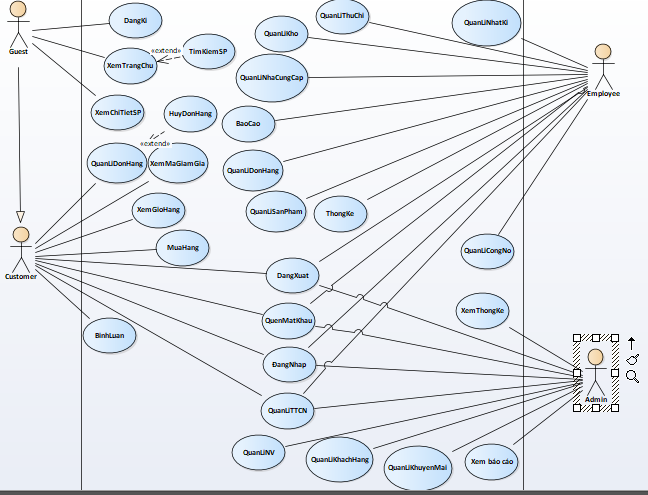 QuanLiThuChi
DangKi
QuanLiNhatKi
QuanLiKho
Guest
«extend»
TimKiemSP
XemTrangChu
QuanLiNhaCungCap
Employee
XemChiTietSP
HuyDonHang
BaoCao
«extend»
QuanLiDonHang
XemMaGiamGia
QuanLiDonHang
XemGioHang
QuanLiSanPham
ThongKe
MuaHang
QuanLiCongNo
Customer
DangXuat
XemThongKe
QuenMatKhau
BinhLuan
ĐangNhap
Admin
QuanLiTTCN
QuanLiNV
QuanLiKhachHang
QuanLiKhuyenMai
Xem báo cáo